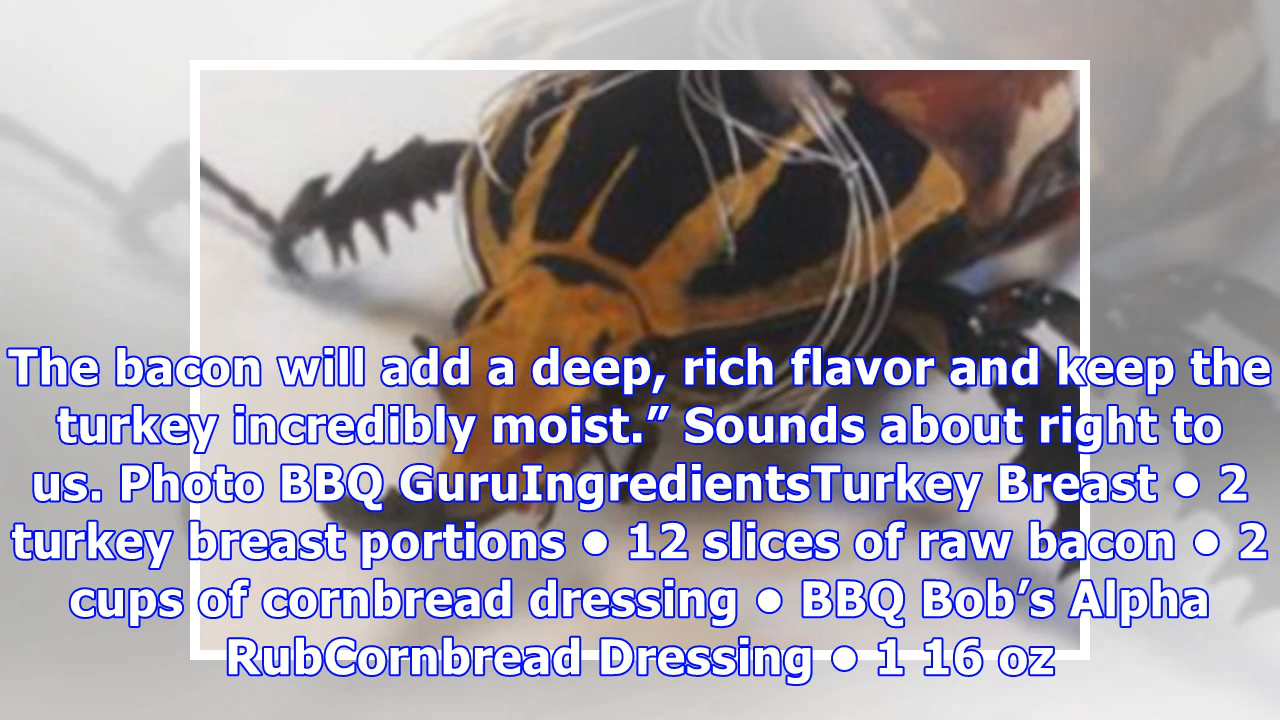 The bacon will add a deep, rich flavor and keep the
turkey incredibly moist.” Sounds about right to
us. Photo BBQ GuruIngredientsTurkey Breast • 2
turkey breast portions • 12 slices of raw bacon • 2
cups of cornbread dressing • BBQ Bob’s Alpha
RubCornbread Dressing • 1 16 oz